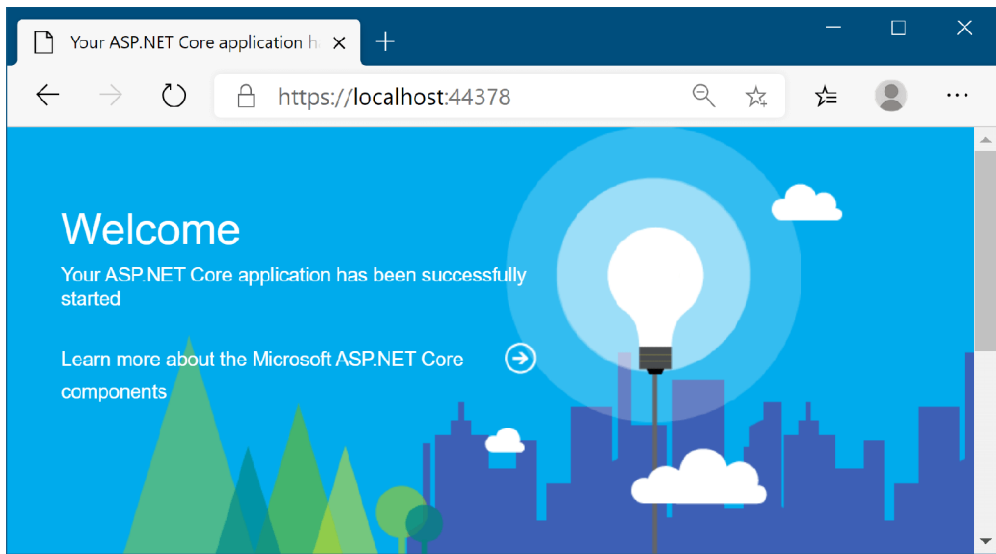 Your ASP.NET Core application h
https://localhost:44378
Welcome
Your ASP.NET Core application has been successfully
started
Learn more about the Microsoft ASP.NET Core
components